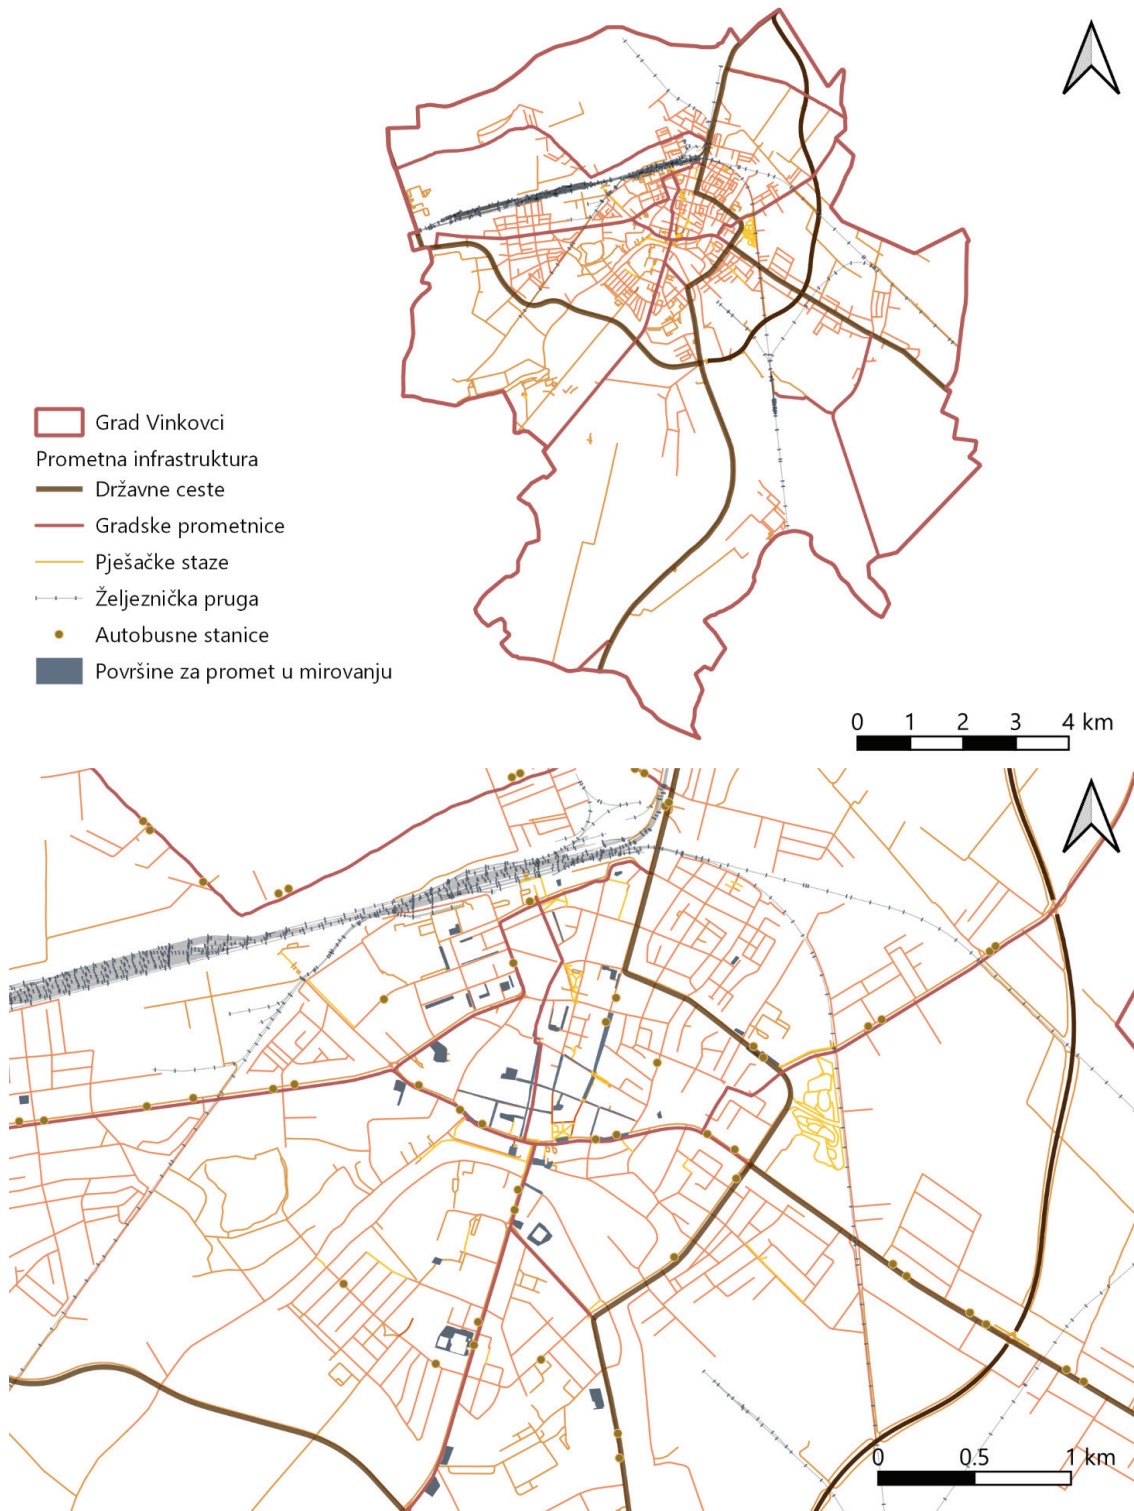 Grad Vinkovci
Prometna infrastruktura
Državne ceste
Gradske prometnice
Pješačke staze
Željeznička pruga
Autobusne stanice
Površine za promet u mirovanju
0 1 2 3 4 km
0 0.5 1 km